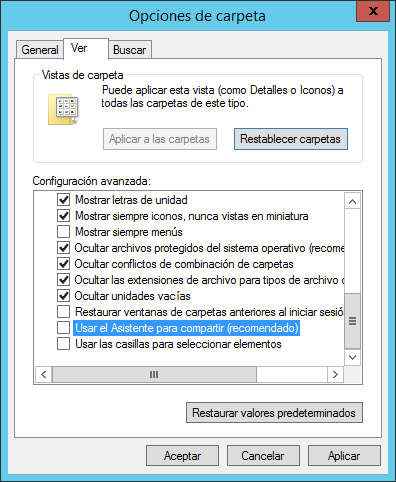 Opciones de carpeta
x
General
Ver
Buscar
Vistas de carpeta
Puede aplicar esta vista (como Detalles o Iconos) a
todas las carpetas de este tipo.
Aplicar a las carpetas
Restablecer carpetas
Configuración avanzada:
Mostrar letras de unidad
Mostrar siempre iconos, nunca vistas en miniatura
Mostrar siempre menús
Ocultar archivos protegidos del sistema operativo (recome
Ocultar conflictos de combinación de carpetas
Ocultar las extensiones de archivo para tipos de archivo c
Ocultar unidades vacías
Restaurar ventanas de carpetas anteriores al iniciar sesió
Usar el Asistente para compartir (recomendado)
Usar las casillas para seleccionar elementos
Restaurar valores predeterminados
Aceptar
Cancelar
Aplicar